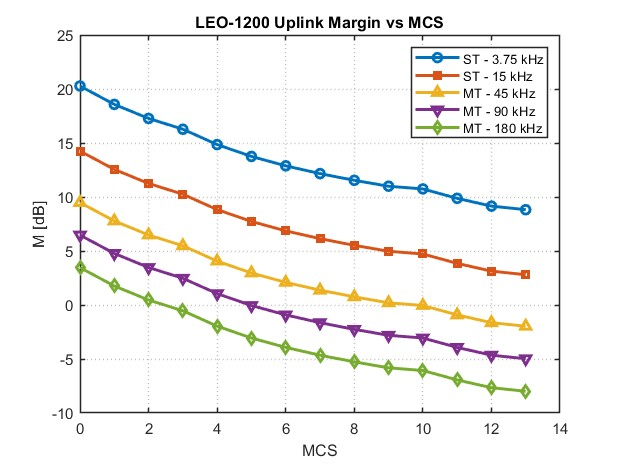 LEO-1200 Uplink Margin vs MCS
25
20
15
10
5
0
-5
-10
M [dB]
ST - 3.75 kHz
ST - 15 kHz
MT - 45 kHz
MT - 90 kHz
MT - 180 kHz
0 2 4 6 8 10 12 14
MCS